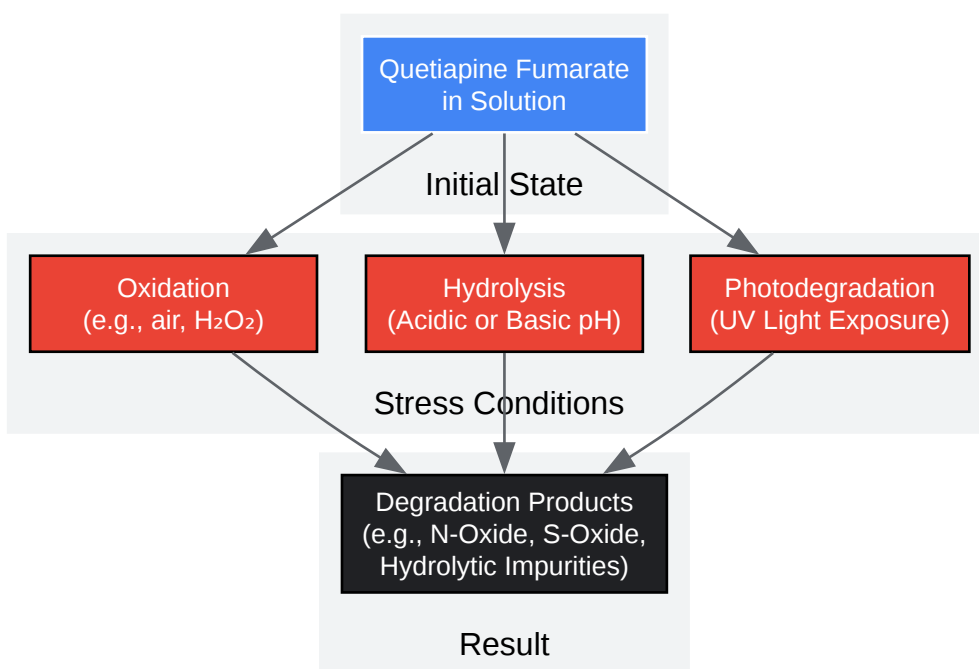 Quetiapine Fumarate
in Solution
Initial State
Oxidation
(e.g., air, H₂O₂)
Hydrolysis
(Acidic or Basic pH)
Photodegradation
(UV Light Exposure)
Stress Conditions
Degradation Products
(e.g., N-Oxide, S-Oxide,
Hydrolytic Impurities)
Result